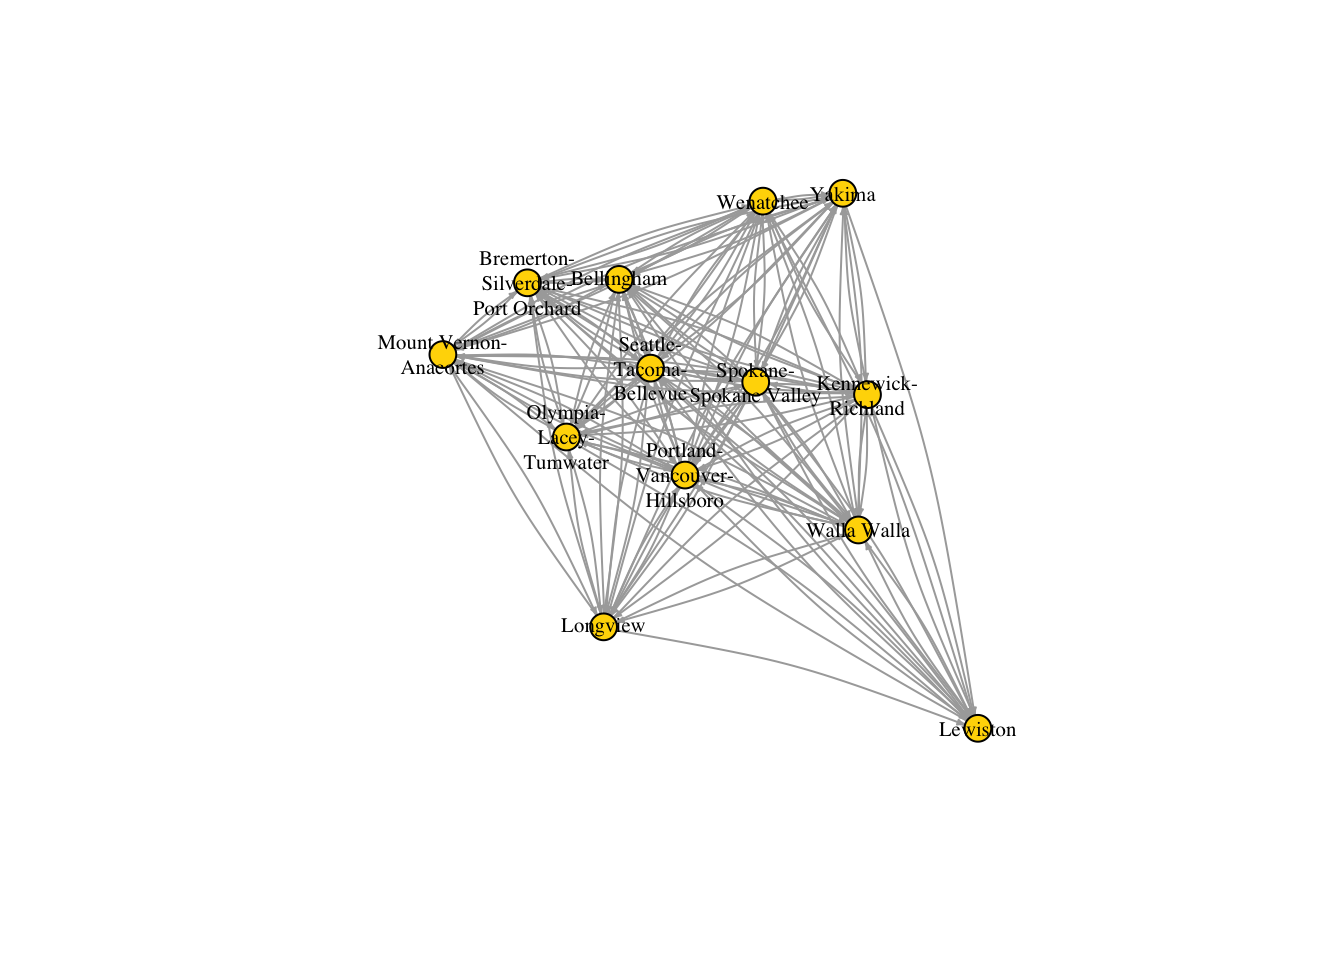 Wenatchee
Yakima
Bremerton-
Silverdale-
Port Orchard
Bellingham
Mount Vernon-
Anacortes
Seattle-
Tacoma-
Bellevue
Spokane-
Spokane Valley
Kennewick-
Richland
Olympia-
Lacey-
Tumwater
Portland-
Vancouver-
Hillsboro
Walla Walla
Longview
Lewiston